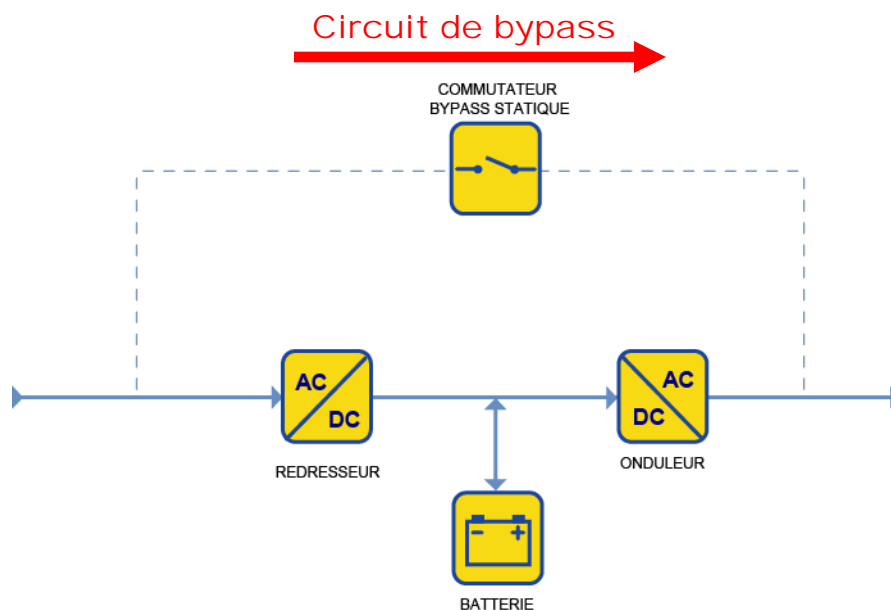 Circuit de bypass
COMMUTATEUR
BYPASS STATIQUE
AC
DC
REDRESSEUR
AC
DC
ONDULEUR
- +
BATTERIE